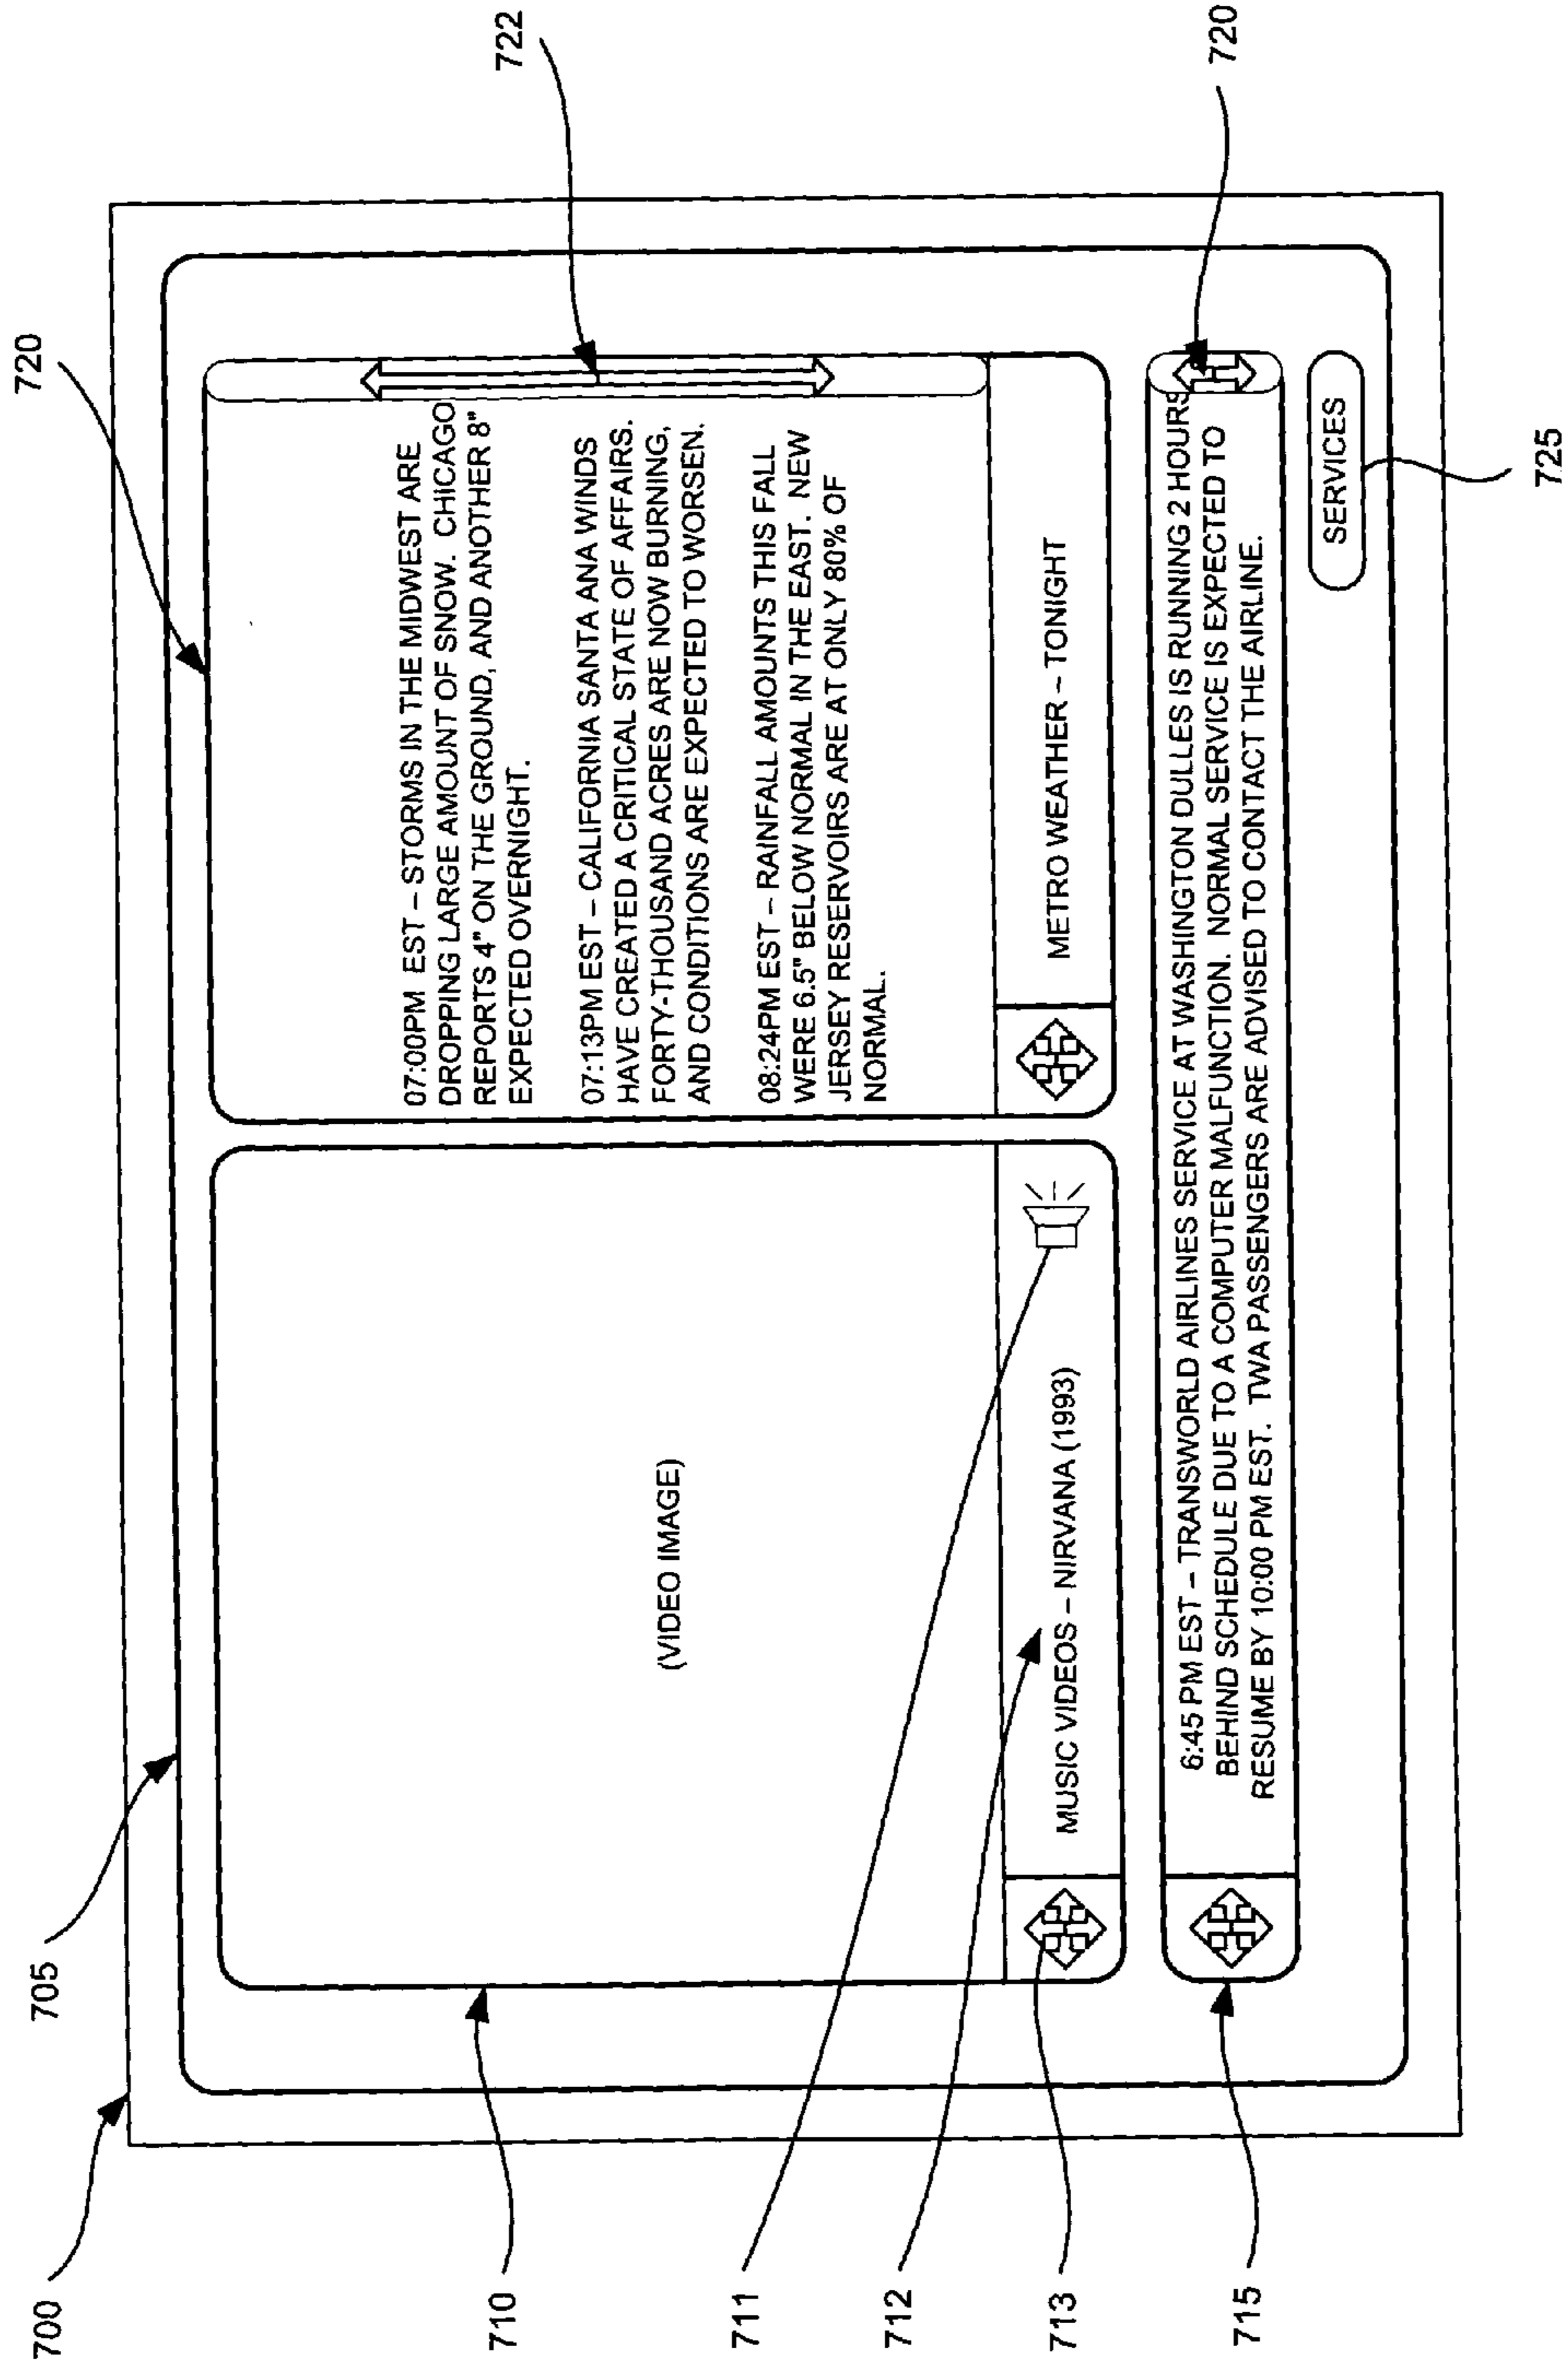 700
705
720
710
(VIDEO IMAGE)
07:00PM EST – STORMS IN THE MIDWEST ARE
DROPPING LARGE AMOUNT OF SNOW. CHICAGO
REPORTS 4" ON THE GROUND, AND ANOTHER 8"
EXPECTED OVERNIGHT.
07:13PM EST – CALIFORNIA SANTA ANA WINDS
HAVE CREATED A CRITICAL STATE OF AFFAIRS.
FORTY-THOUSAND ACRES ARE NOW BURNING,
AND CONDITIONS ARE EXPECTED TO WORSEN.
08:24PM EST – RAINFALL AMOUNTS THIS FALL
WERE 6.5" BELOW NORMAL IN THE EAST. NEW
JERSEY RESERVOIRS ARE AT ONLY 80% OF
NORMAL.
722
711
712
713
MUSIC VIDEOS – NIRVANA (1993)
METRO WEATHER – TONIGHT
715
6:45 PM EST – TRANSWORLD AIRLINES SERVICE AT WASHINGTON DULLES IS RUNNING 2 HOURS
BEHIND SCHEDULE DUE TO A COMPUTER MALFUNCTION. NORMAL SERVICE IS EXPECTED TO
RESUME BY 10:00 PM EST. TWA PASSENGERS ARE ADVISED TO CONTACT THE AIRLINE.
720
SERVICES
725